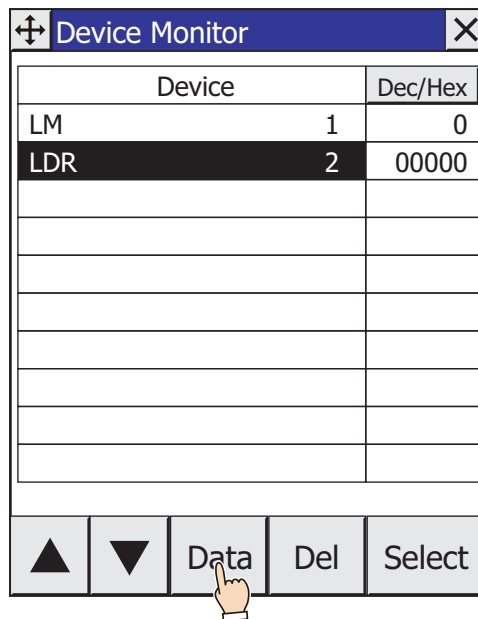 Device Monitor
Device Dec/Hex
LM 1 0
LDR 2 00000
Data Del Select